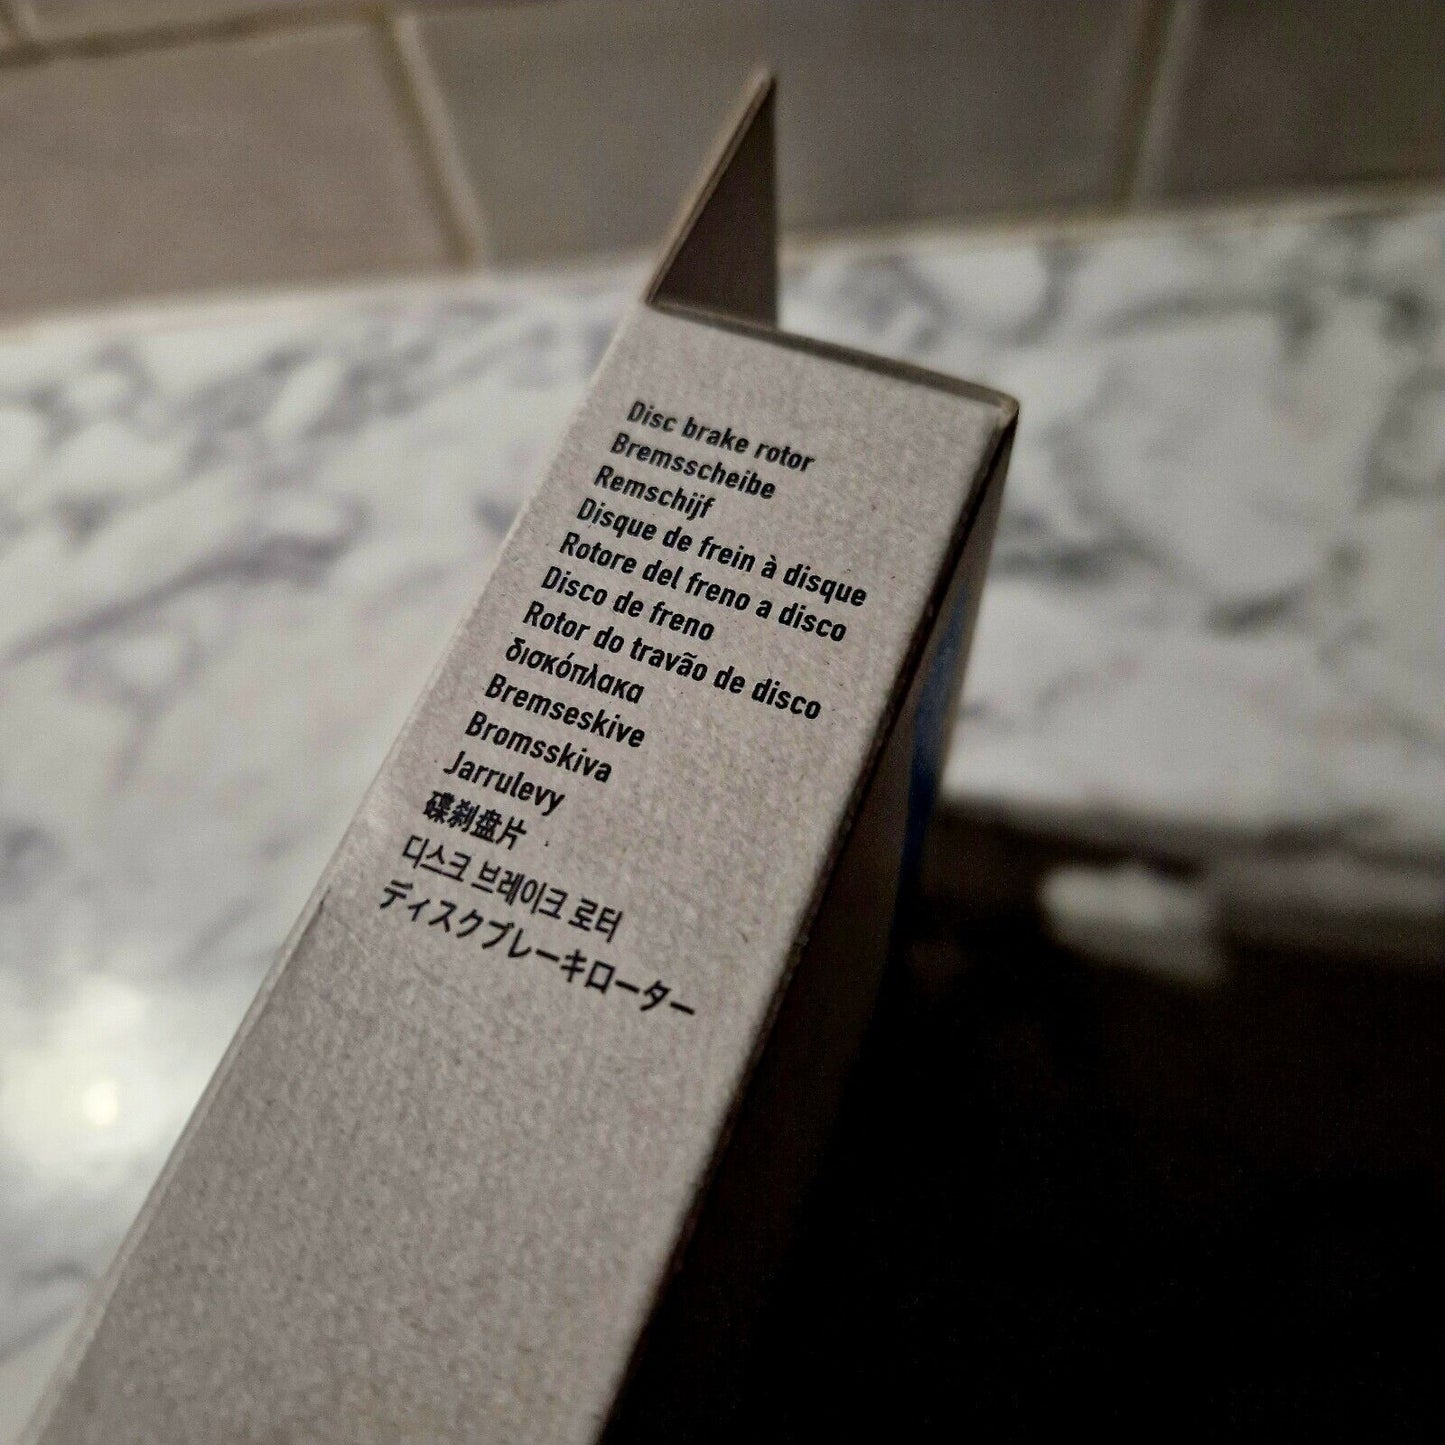 Disc brake rotor
Bremsscheibe
Remschijf
Disque de frein à disque
Rotore del freno a disco
Disco de freno
Rotor do travão de disco
δισκόπλακα
Bremseskive
Bromsskiva
Jarrulevy
碟刹盘片
디스크 브레이크 로터
ディスクブレーキローター